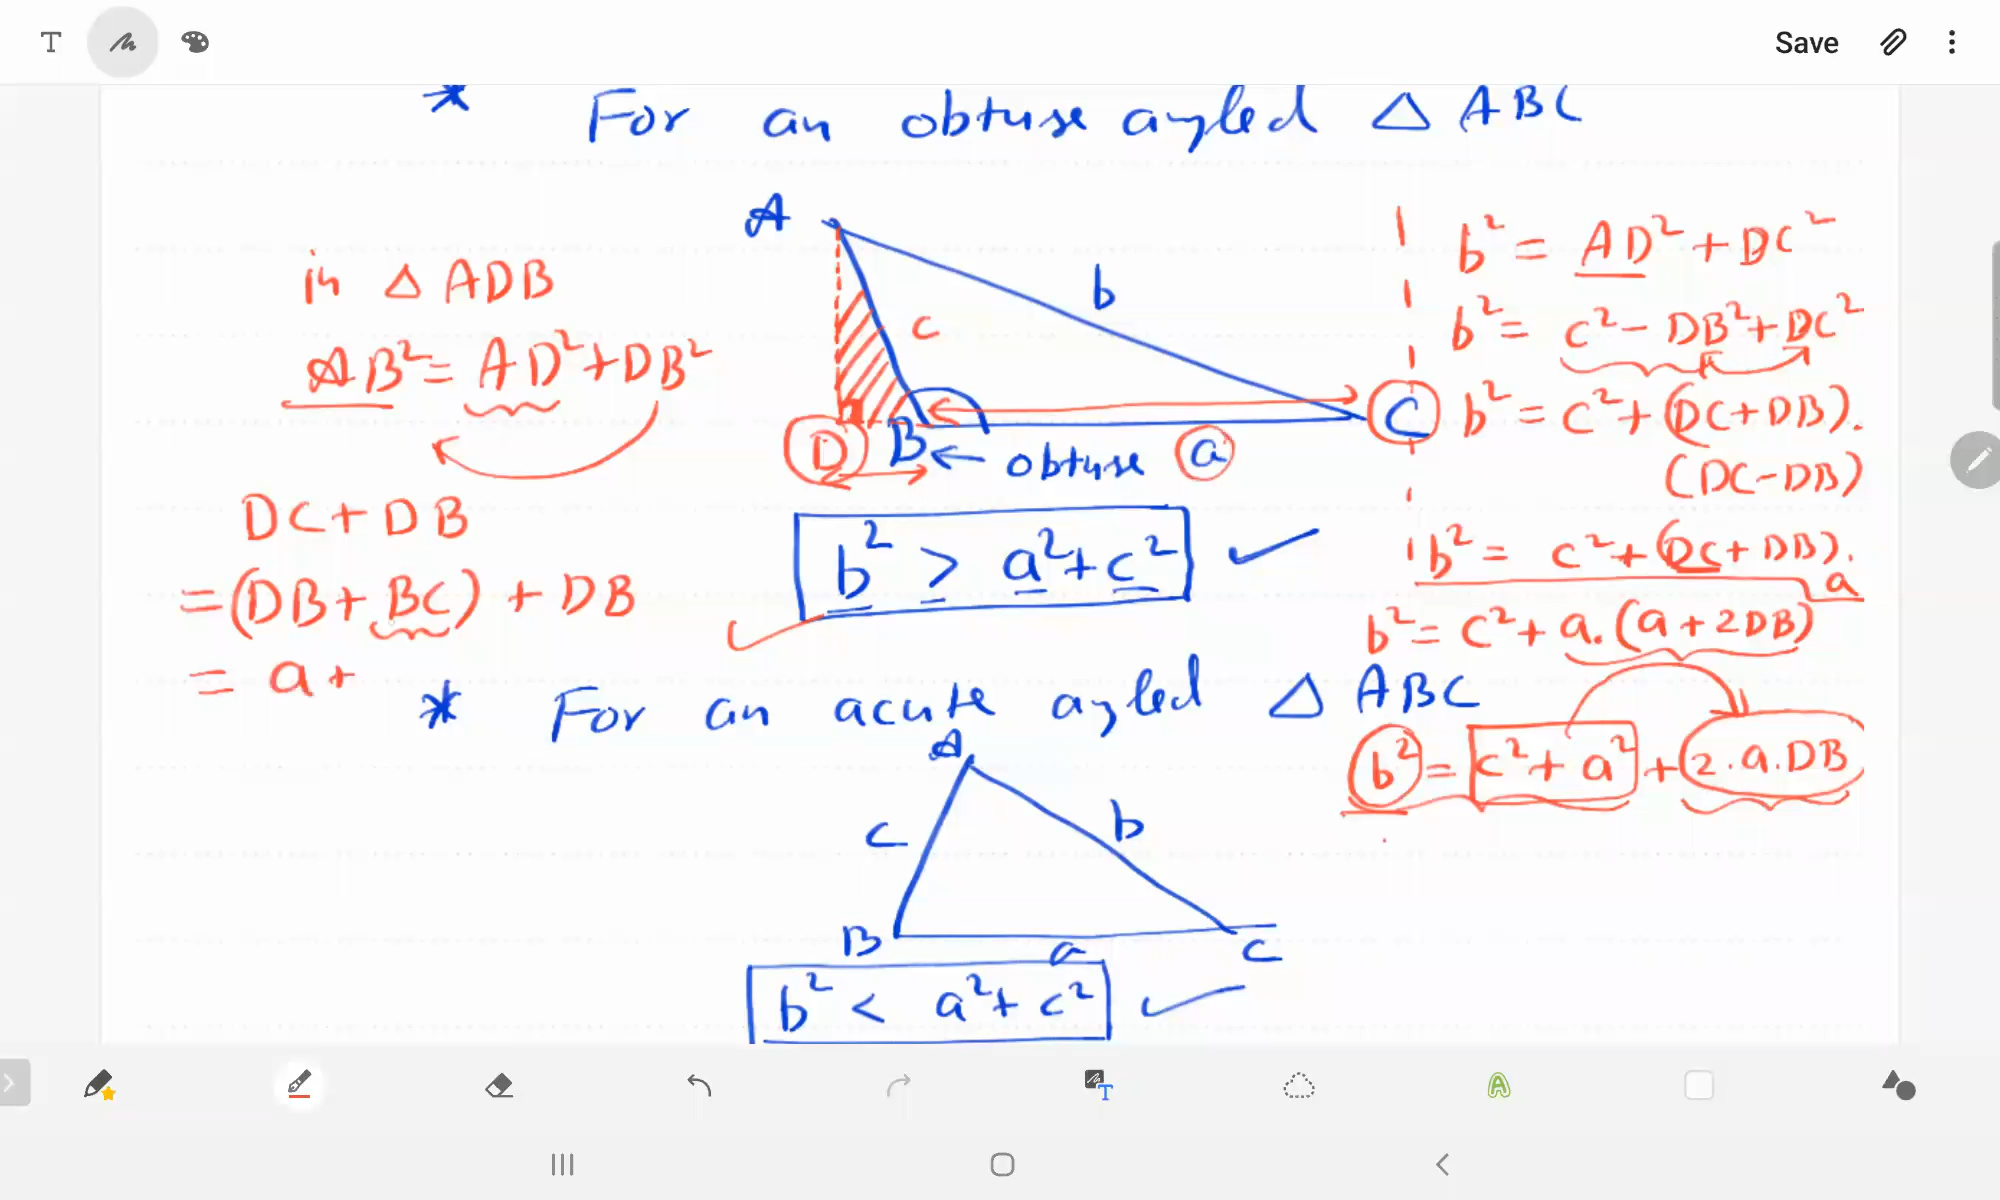 T
Save
* For an obtuse angled △ ABC
A
b
c
D
B
← obtuse
a
C
in △ ADB
AB² = AD² + DB²
DC + DB
= (DB + BC) + DB
= a +
b² > a² + c² ✓
b² = AD² + DC²
b² = c² - DB² + DC²
b² = c² + (DC + DB).
(DC - DB)
b² = c² + (DC + DB).
a
b² = c² + a. (a + 2DB)
b² = c² + a² + 2.a.DB
* For an acute angled △ ABC
A
c
b
B
a
C
b² < a² + c² ✓
T
A